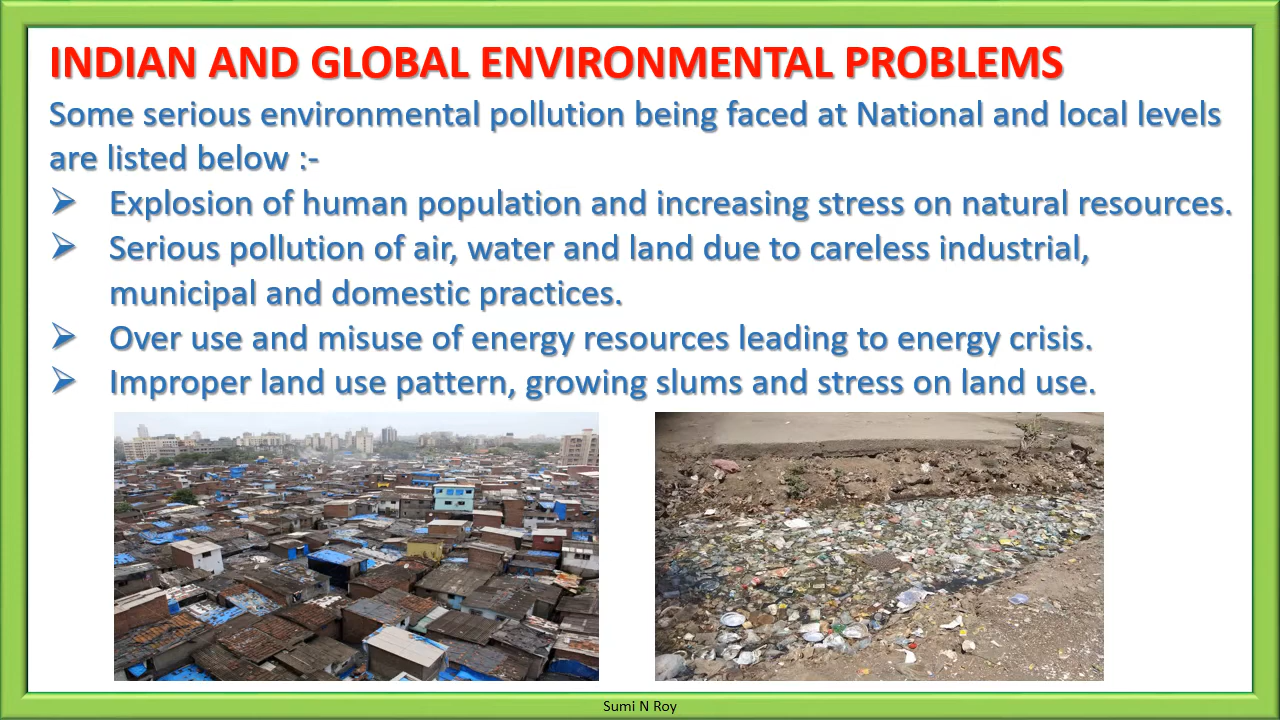 INDIAN AND GLOBAL ENVIRONMENTAL PROBLEMS
Some serious environmental pollution being faced at National and local levels
are listed below :-
➢ Explosion of human population and increasing stress on natural resources.
➢ Serious pollution of air, water and land due to careless industrial,
municipal and domestic practices.
➢ Over use and misuse of energy resources leading to energy crisis.
➢ Improper land use pattern, growing slums and stress on land use.
Sumi N Roy